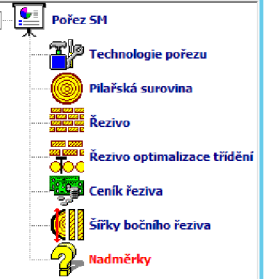 Pořez SM
Technologie pořezu
Pilařská surovina
Řezivo
Řezivo optimalizace třídění
Ceník řeziva
Šířky bočního řeziva
Nadměrky